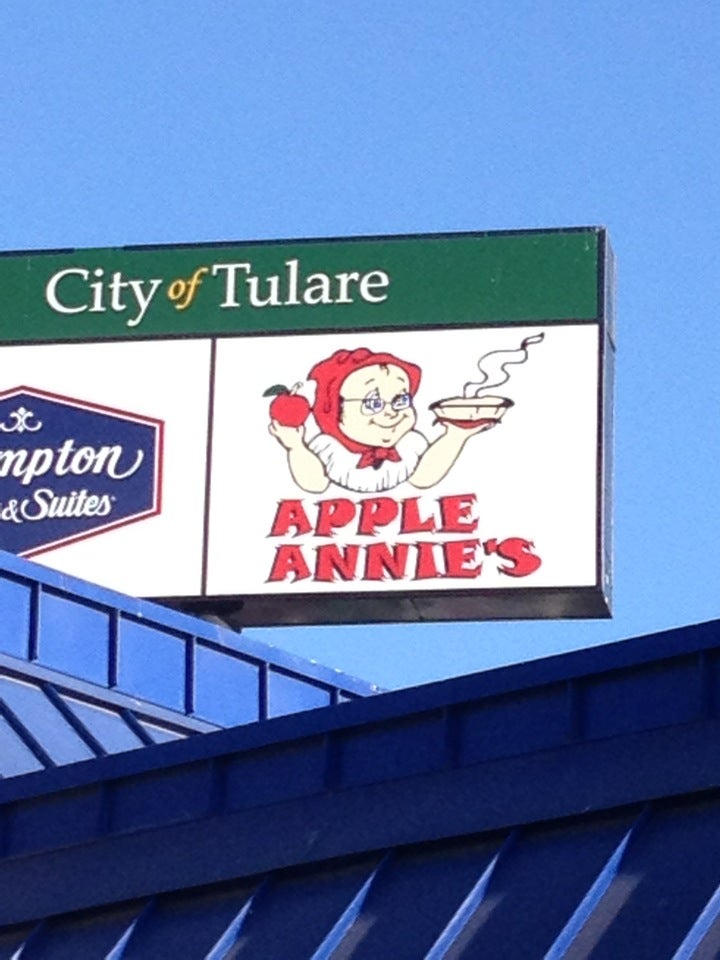 City of Tulare
mpton
& Suites
APPLE
ANNIE'S